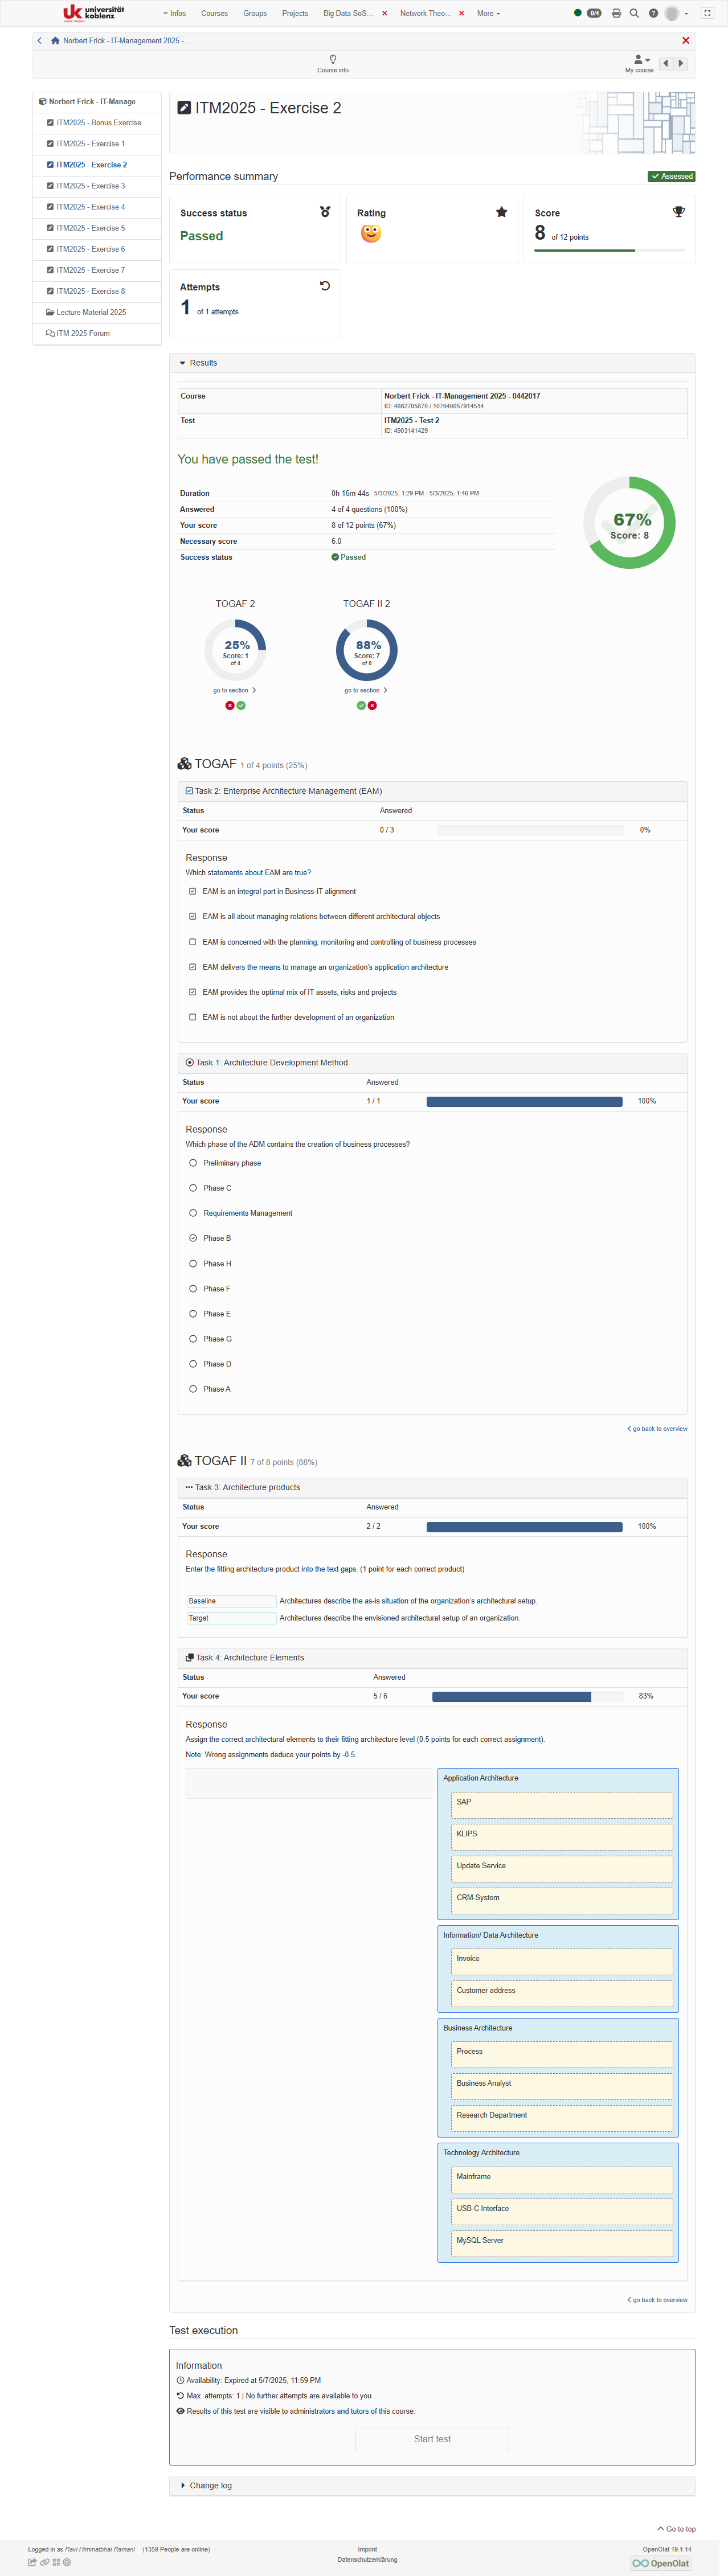 universität
koblenz
Infos
Courses
Groups
Projects
Big Data SoS...
Network Theo...
More
0/4
Norbert Frick - IT-Management 2025 - ...
Course info
My course
Norbert Frick - IT-Manage
ITM2025 - Bonus Exercise
ITM2025 - Exercise 1
ITM2025 - Exercise 2
ITM2025 - Exercise 3
ITM2025 - Exercise 4
ITM2025 - Exercise 5
ITM2025 - Exercise 6
ITM2025 - Exercise 7
ITM2025 - Exercise 8
Lecture Material 2025
ITM 2025 Forum
ITM2025 - Exercise 2
Performance summary
Assessed
Success status
Passed
Rating
Score
8 of 12 points
Attempts
1 of 1 attempts
Results
Course
Norbert Frick - IT-Management 2025 - 0442017
ID: 4862705870 / 107640057914514
Test
ITM2025 - Test 2
ID: 4903141429
You have passed the test!
Duration 0h 16m 44s 5/3/2025, 1:29 PM - 5/3/2025, 1:46 PM
Answered 4 of 4 questions (100%)
Your score 8 of 12 points (67%)
Necessary score 6.0
Success status Passed
67%
Score: 8
TOGAF 2
25%
Score: 1
of 4
go to section
TOGAF II 2
88%
Score: 7
of 8
go to section
TOGAF 1 of 4 points (25%)
Task 2: Enterprise Architecture Management (EAM)
Status Answered
Your score 0 / 3 0%
Response
Which statements about EAM are true?
EAM is an integral part in Business-IT alignment
EAM is all about managing relations between different architectural objects
EAM is concerned with the planning, monitoring and controlling of business processes
EAM delivers the means to manage an organization's application architecture
EAM provides the optimal mix of IT assets, risks and projects
EAM is not about the further development of an organization
Task 1: Architecture Development Method
Status Answered
Your score 1 / 1 100%
Response
Which phase of the ADM contains the creation of business processes?
Preliminary phase
Phase C
Requirements Management
Phase B
Phase H
Phase F
Phase E
Phase G
Phase D
Phase A
go back to overview
TOGAF II 7 of 8 points (88%)
Task 3: Architecture products
Status Answered
Your score 2 / 2 100%
Response
Enter the fitting architecture product into the text gaps. (1 point for each correct product)
Baseline Architectures describe the as-is situation of the organization's architectural setup.
Target Architectures describe the envisioned architectural setup of an organization.
Task 4: Architecture Elements
Status Answered
Your score 5 / 6 83%
Response
Assign the correct architectural elements to their fitting architecture level (0.5 points for each correct assignment).
Note: Wrong assignments deduce your points by -0.5.
Application Architecture
SAP
KLIPS
Update Service
CRM-System
Information/ Data Architecture
Invoice
Customer address
Business Architecture
Process
Business Analyst
Research Department
Technology Architecture
Mainframe
USB-C Interface
MySQL Server
go back to overview
Test execution
Information
Availability: Expired at 5/7/2025, 11:59 PM
Max. attempts: 1 | No further attempts are available to you
Results of this test are visible to administrators and tutors of this course.
Start test
Change log
Go to top
Logged in as Ravi Himmatbhai Ramani (1359 People are online)
Imprint
Datenschutzerklärung
OpenOlat 19.1.14
OpenOlat